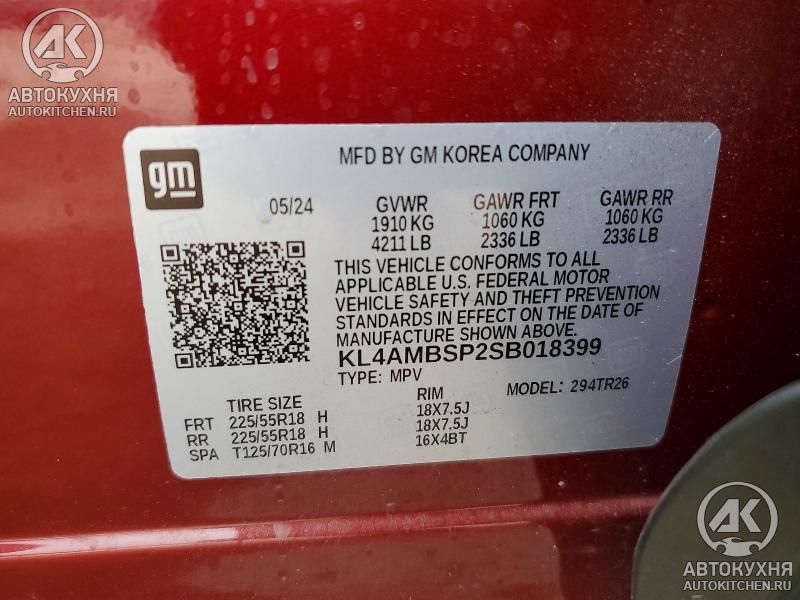 AK
АВТОКУХНЯ
AUTOKITCHEN.RU
gm
MFD BY GM KOREA COMPANY
05/24
GVWR GAWR FRT GAWR RR
1910 KG 1060 KG 1060 KG
4211 LB 2336 LB 2336 LB
THIS VEHICLE CONFORMS TO ALL
APPLICABLE U.S. FEDERAL MOTOR
VEHICLE SAFETY AND THEFT PREVENTION
STANDARDS IN EFFECT ON THE DATE OF
MANUFACTURE SHOWN ABOVE.
KL4AMBSP2SB018399
TYPE: MPV MODEL: 294TR26
TIRE SIZE RIM
FRT 225/55R18 H 18X7.5J
RR 225/55R18 H 18X7.5J
SPA T125/70R16 M 16X4BT
AK
АВТОКУХНЯ
AUTOKITCHEN.RU